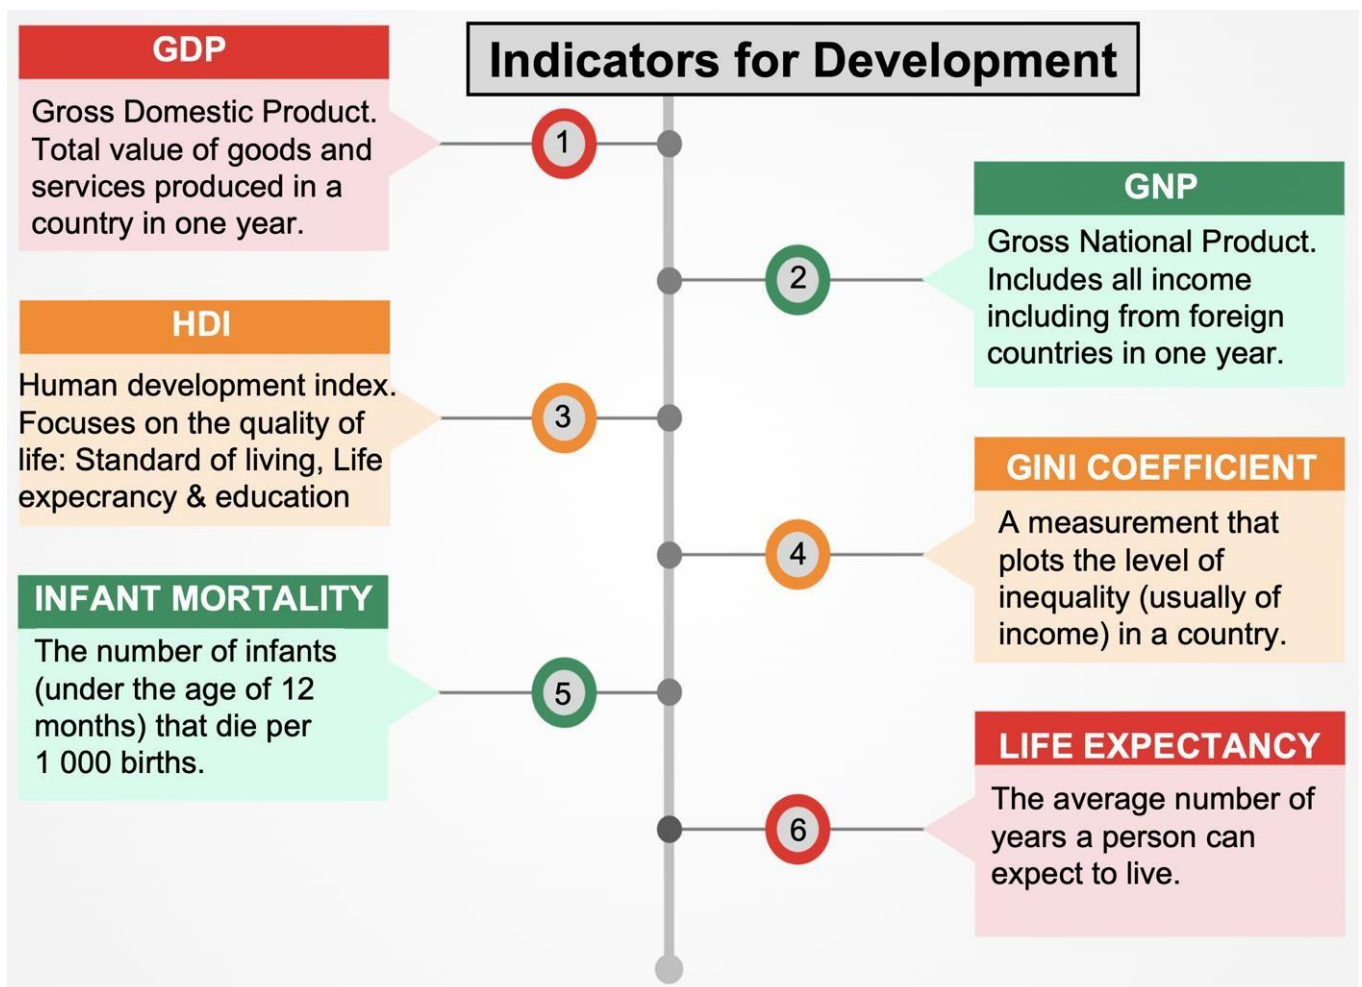 Indicators for Development
GDP
Gross Domestic Product.
Total value of goods and
services produced in a
country in one year.
1
GNP
Gross National Product.
Includes all income
including from foreign
countries in one year.
2
HDI
Human development index.
Focuses on the quality of
life: Standard of living, Life
expecrancy & education
3
GINI COEFFICIENT
A measurement that
plots the level of
inequality (usually of
income) in a country.
4
INFANT MORTALITY
The number of infants
(under the age of 12
months) that die per
1 000 births.
5
LIFE EXPECTANCY
The average number of
years a person can
expect to live.
6